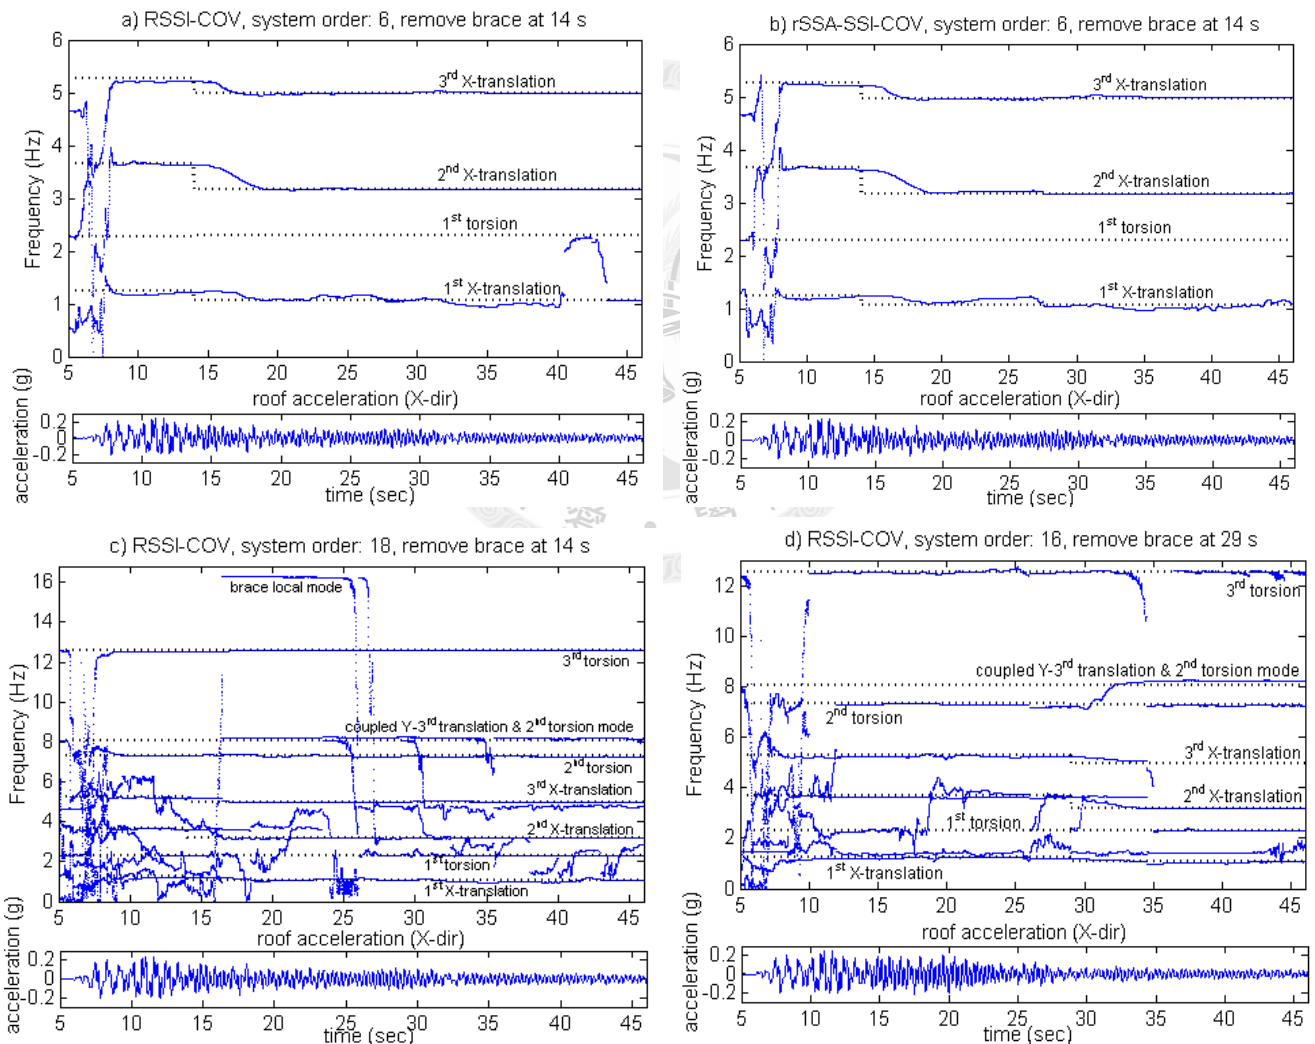 a) RSSI-COV, system order: 6, remove brace at 14 s
6
5
4
3
2
1
0
Frequency (Hz)
3rd X-translation
2nd X-translation
1st torsion
1st X-translation
5 10 15 20 25 30 35 40 45
roof acceleration (X-dir)
acceleration (g)
0.2
0
-0.2
5 10 15 20 25 30 35 40 45
time (sec)
b) rSSA-SSI-COV, system order: 6, remove brace at 14 s
6
5
4
3
2
1
0
Frequency (Hz)
3rd X-translation
2nd X-translation
1st torsion
1st X-translation
5 10 15 20 25 30 35 40 45
roof acceleration (X-dir)
acceleration (g)
0.2
0
-0.2
5 10 15 20 25 30 35 40 45
time (sec)
c) RSSI-COV, system order: 18, remove brace at 14 s
16
14
12
10
8
6
4
2
0
Frequency (Hz)
brace local mode
3rd torsion
coupled Y-3rd translation & 2nd torsion mode
2nd torsion
3rd X-translation
2nd X-translation
1st torsion
1st X-translation
5 10 15 20 25 30 35 40 45
roof acceleration (X-dir)
acceleration (g)
0.2
0
-0.2
5 10 15 20 25 30 35 40 45
time (sec)
d) RSSI-COV, system order: 16, remove brace at 29 s
12
10
8
6
4
2
0
Frequency (Hz)
3rd torsion
coupled Y-3rd translation & 2nd torsion mode
2nd torsion
3rd X-translation
2nd X-translation
1st torsion
1st X-translation
5 10 15 20 25 30 35 40 45
roof acceleration (X-dir)
acceleration (g)
0.2
0
-0.2
5 10 15 20 25 30 35 40 45
time (sec)